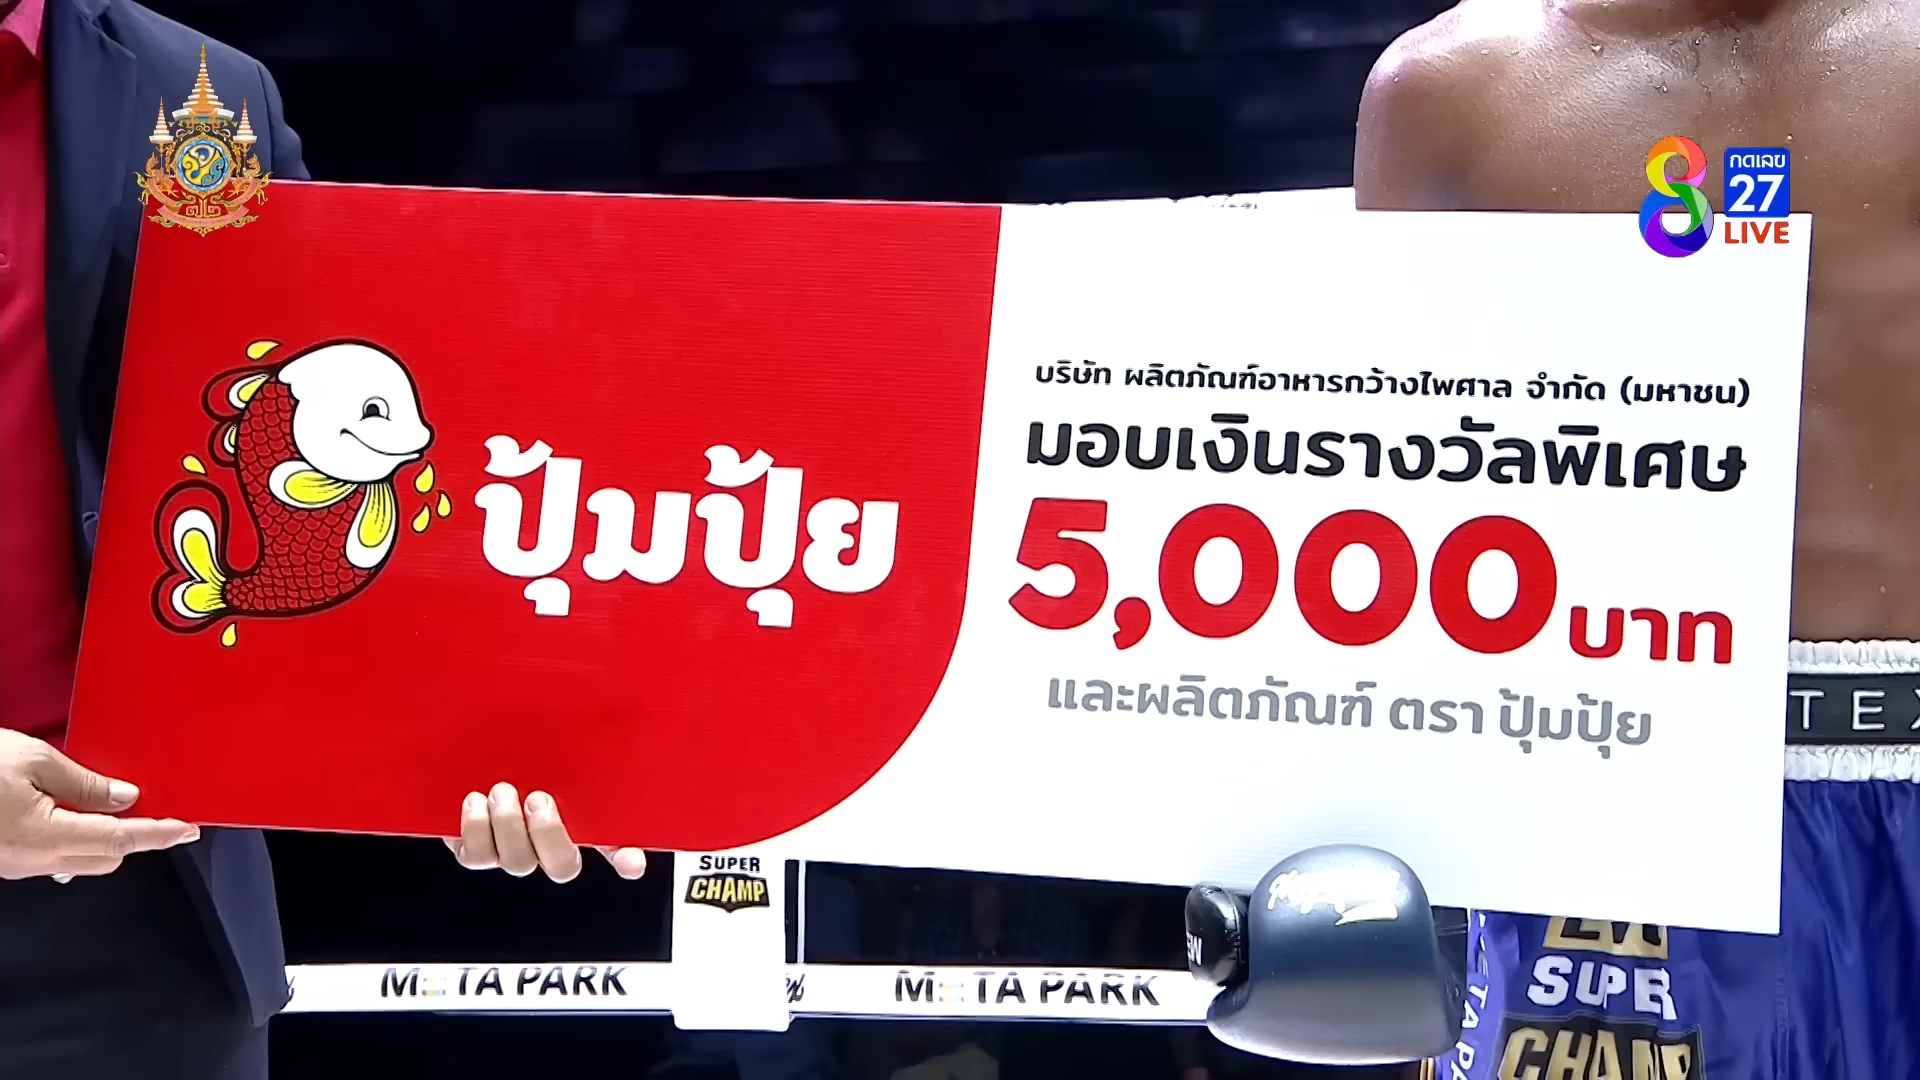 กดเลข
27
LIVE
บริษัท ผลิตภัณฑ์อาหารกว้างไพศาล จำกัด (มหาชน)
มอบเงินรางวัลพิเศษ
5,000 บาท
และผลิตภัณฑ์ ตรา ปุ้มปุ้ย
ปุ้มปุ้ย
SUPER
CHAMP
META PARK
META PARK
SUPER
CHAMP